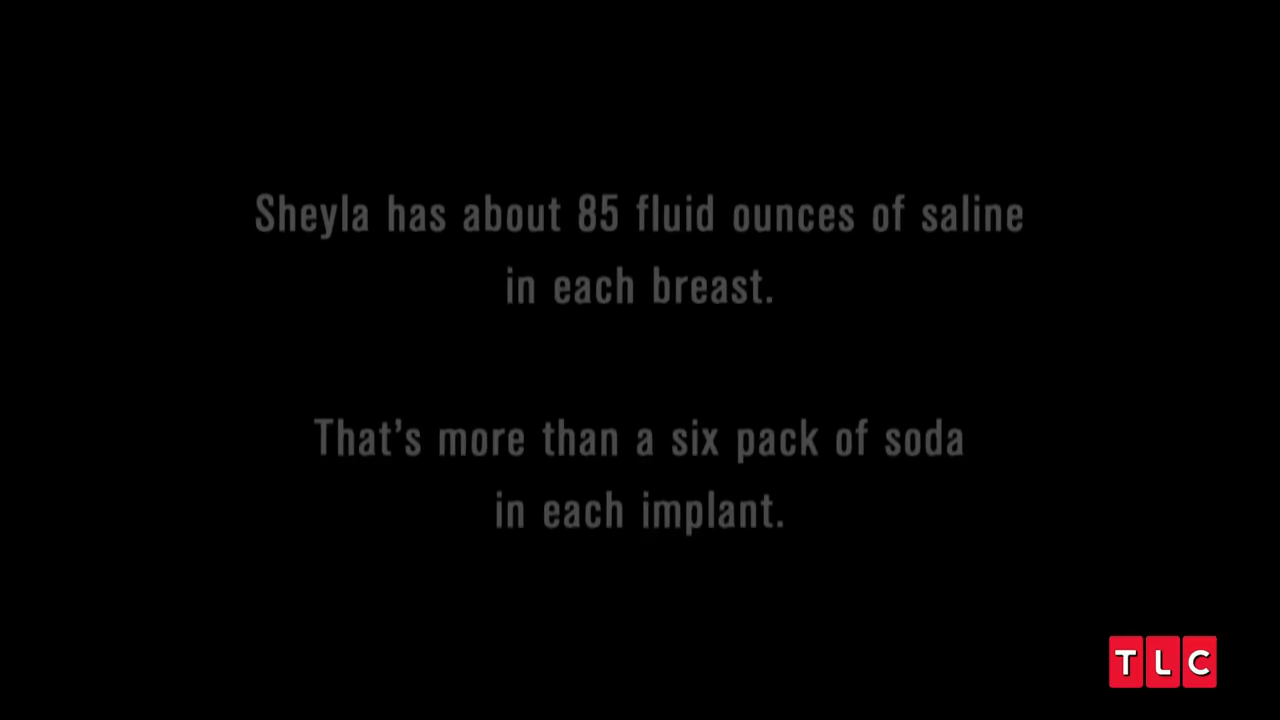 Sheyla has about 85 fluid ounces of saline
in each breast.
That's more than a six pack of soda
in each implant.
TLC